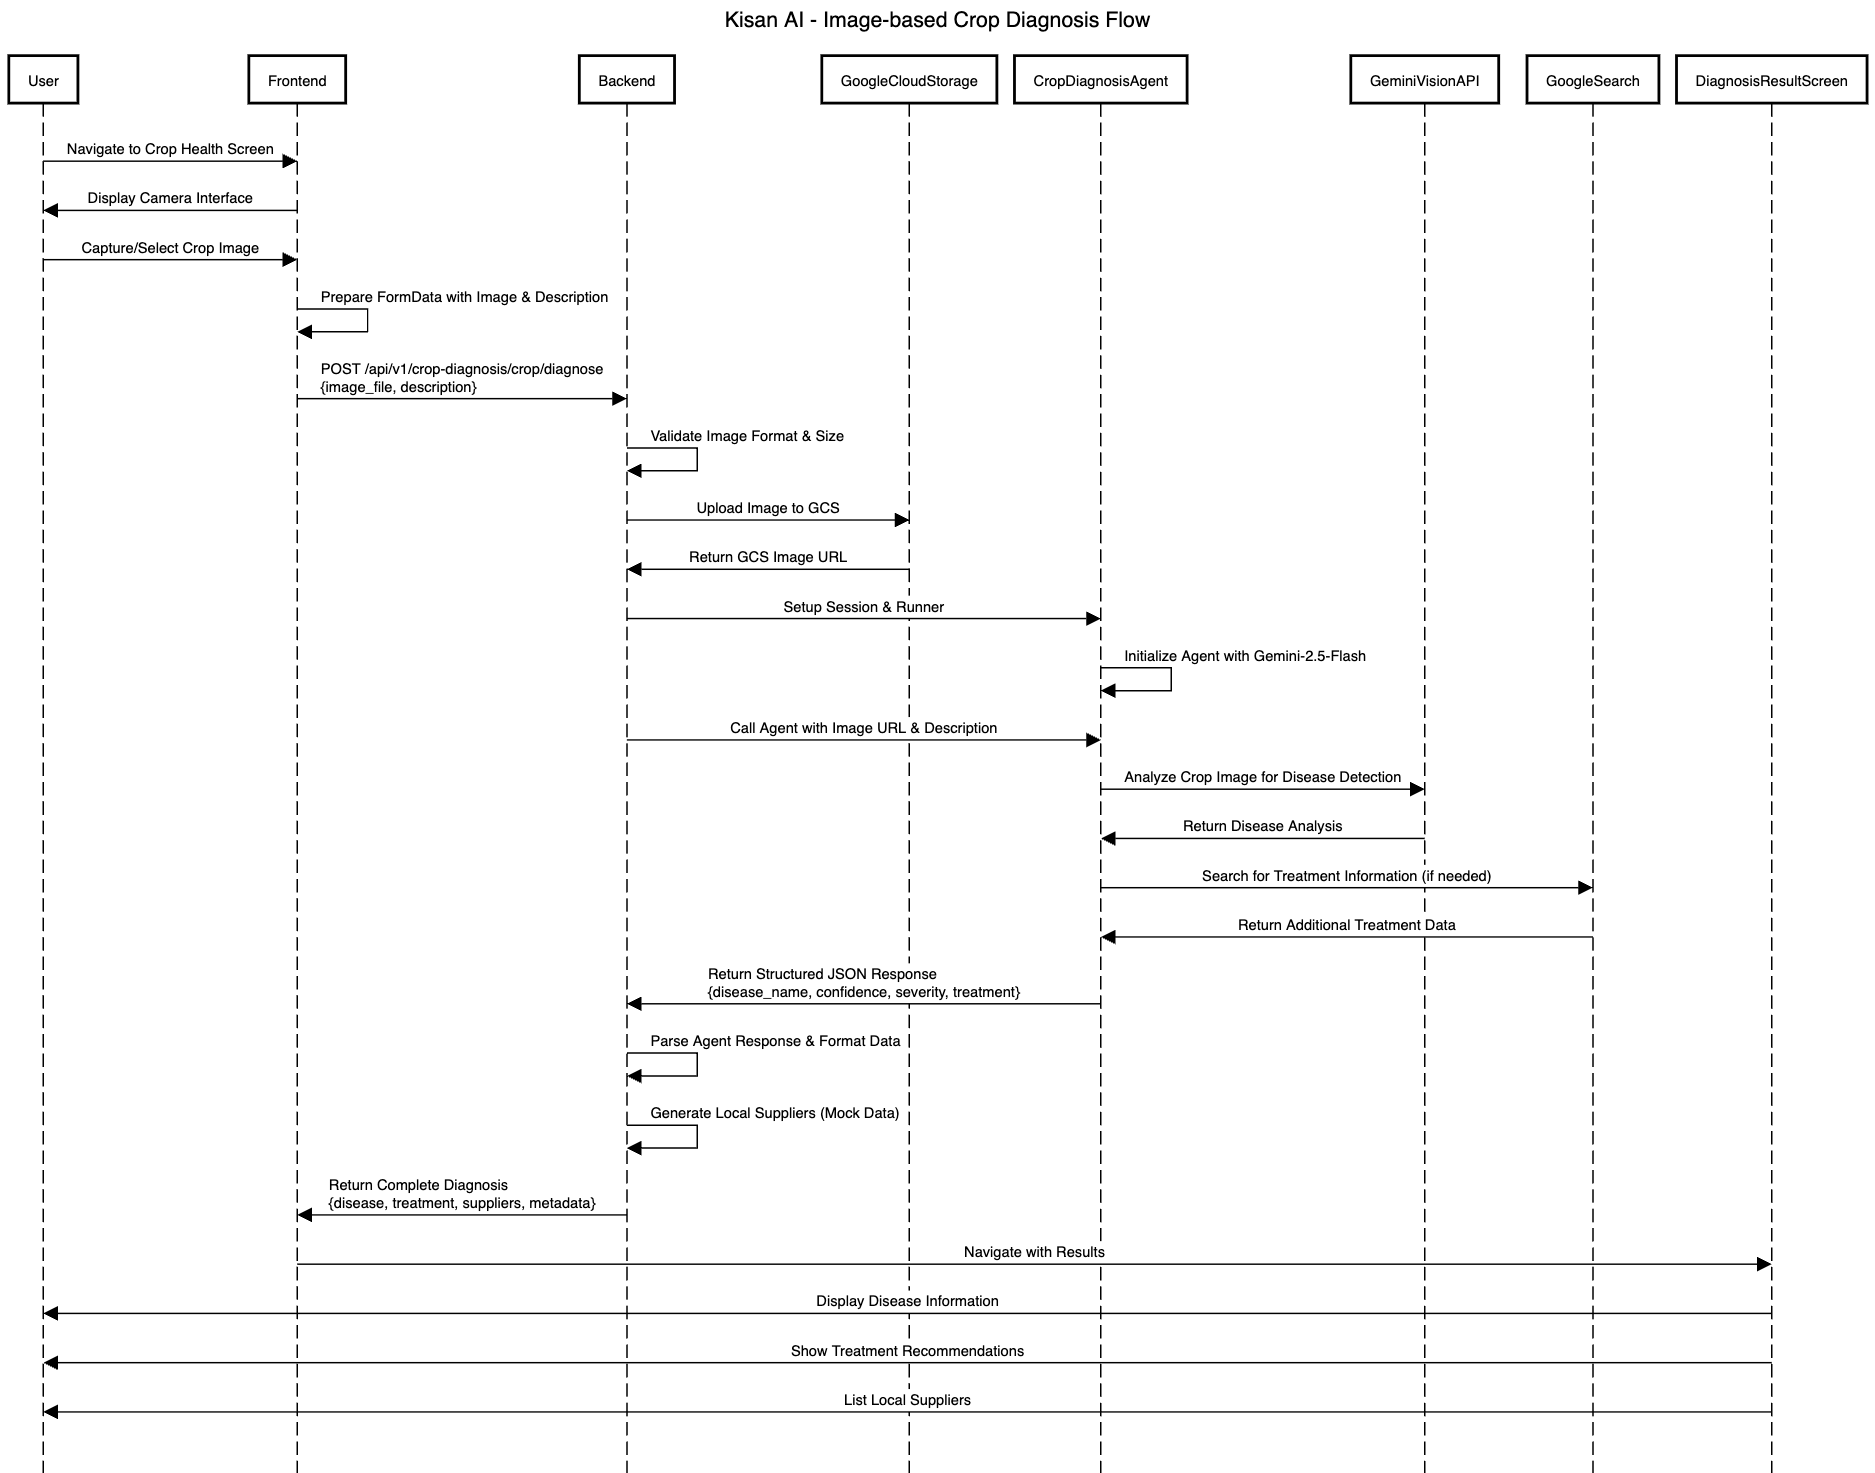 Kisan AI - Image-based Crop Diagnosis Flow
User
Frontend
Backend
GoogleCloudStorage
CropDiagnosisAgent
GeminiVisionAPI
GoogleSearch
DiagnosisResultScreen
Navigate to Crop Health Screen
Display Camera Interface
Capture/Select Crop Image
Prepare FormData with Image & Description
POST /api/v1/crop-diagnosis/crop/diagnose
{image_file, description}
Validate Image Format & Size
Upload Image to GCS
Return GCS Image URL
Setup Session & Runner
Initialize Agent with Gemini-2.5-Flash
Call Agent with Image URL & Description
Analyze Crop Image for Disease Detection
Return Disease Analysis
Search for Treatment Information (if needed)
Return Additional Treatment Data
Return Structured JSON Response
{disease_name, confidence, severity, treatment}
Parse Agent Response & Format Data
Generate Local Suppliers (Mock Data)
Return Complete Diagnosis
{disease, treatment, suppliers, metadata}
Navigate with Results
Display Disease Information
Show Treatment Recommendations
List Local Suppliers